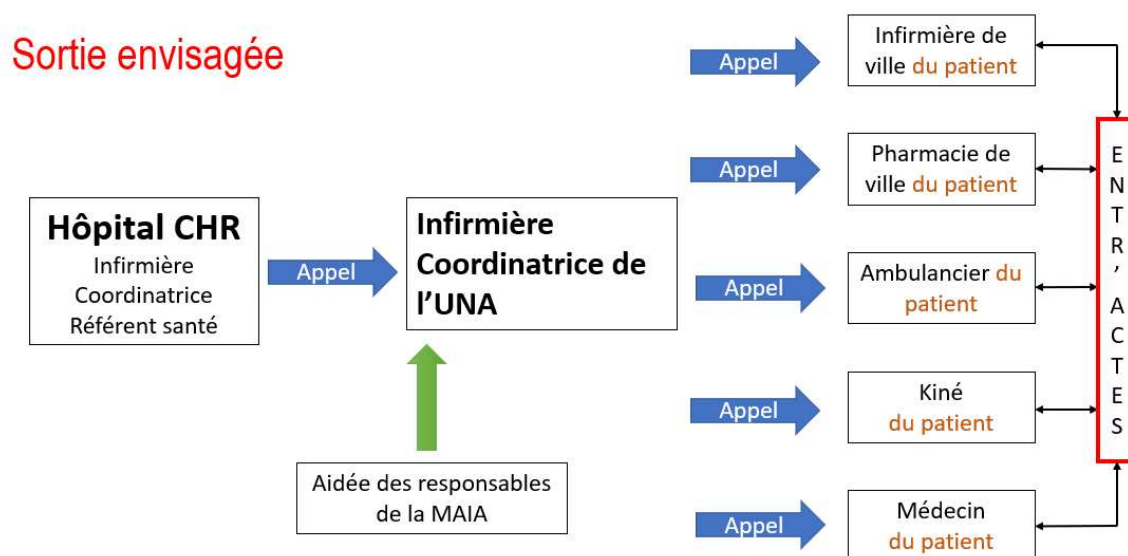 Sortie envisagée
Hôpital CHR
Infirmière
Coordinatrice
Référent santé
Appel
Infirmière
Coordinatrice de
l’UNA
Aidée des responsables
de la MAIA
Appel
Infirmière de
ville du patient
Appel
Pharmacie de
ville du patient
Appel
Ambulancier du
patient
Appel
Kiné
du patient
Appel
Médecin
du patient
E
N
T
R
’
A
C
T
E
S